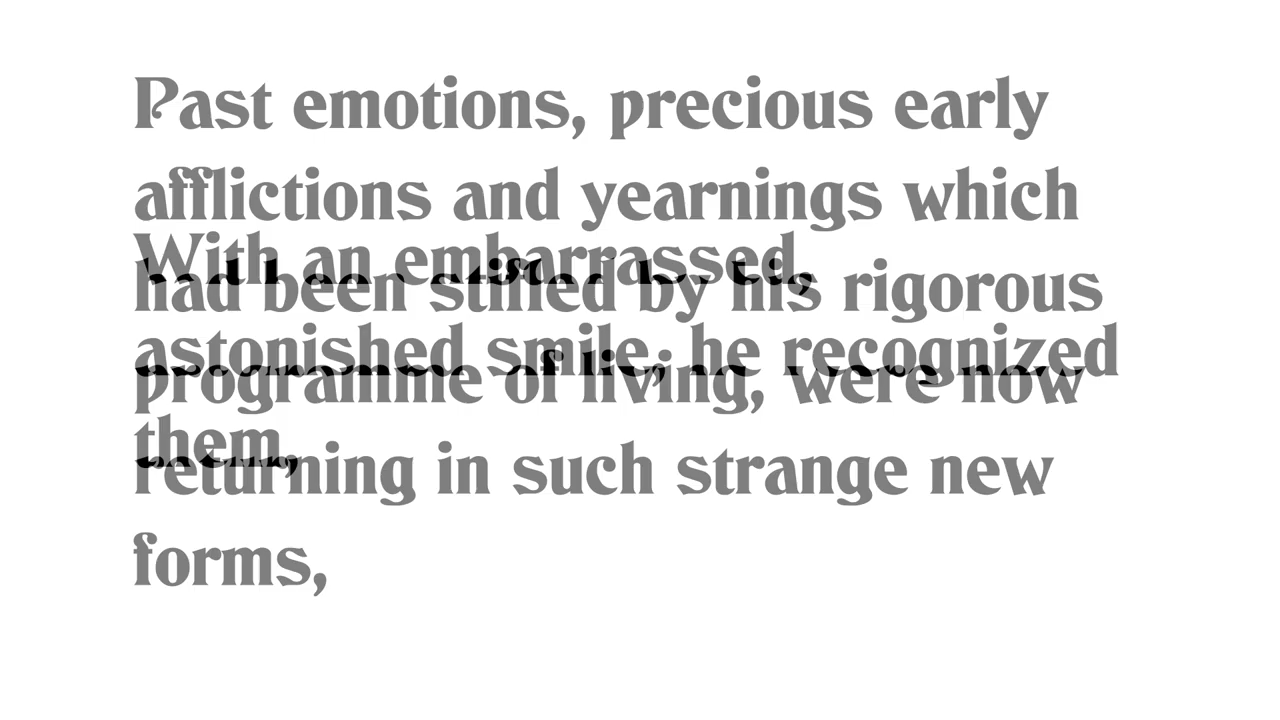 Past emotions, precious early
afflictions and yearnings which
had been stifled by his rigorous
programme of living, were now
returning in such strange new
forms,
With an embarrassed,
astonished smile, he recognized
them,